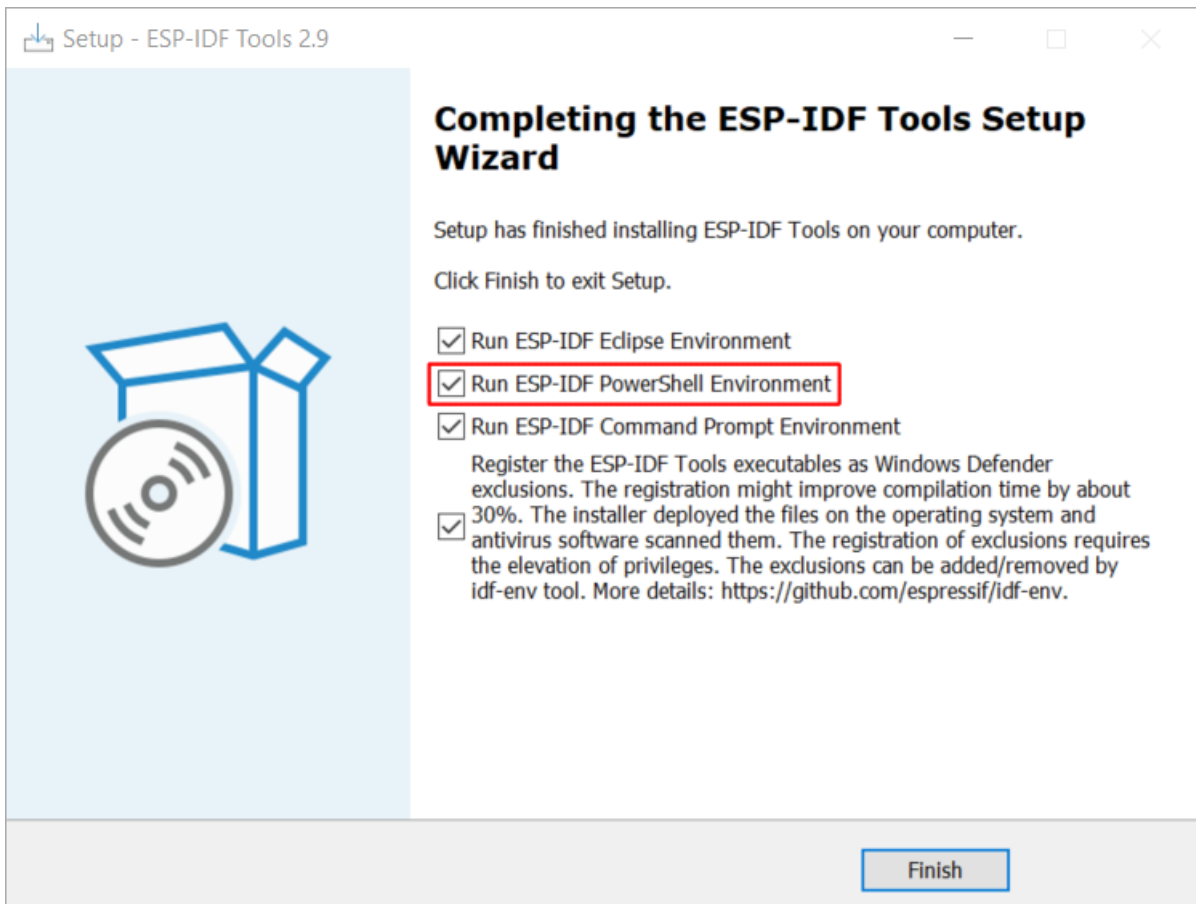 Setup - ESP-IDF Tools 2.9
Completing the ESP-IDF Tools Setup
Wizard
Setup has finished installing ESP-IDF Tools on your computer.
Click Finish to exit Setup.
Run ESP-IDF Eclipse Environment
Run ESP-IDF PowerShell Environment
Run ESP-IDF Command Prompt Environment
Register the ESP-IDF Tools executables as Windows Defender
exclusions. The registration might improve compilation time by about
30%. The installer deployed the files on the operating system and
antivirus software scanned them. The registration of exclusions requires
the elevation of privileges. The exclusions can be added/removed by
idf-env tool. More details: https://github.com/espressif/idf-env.
Finish